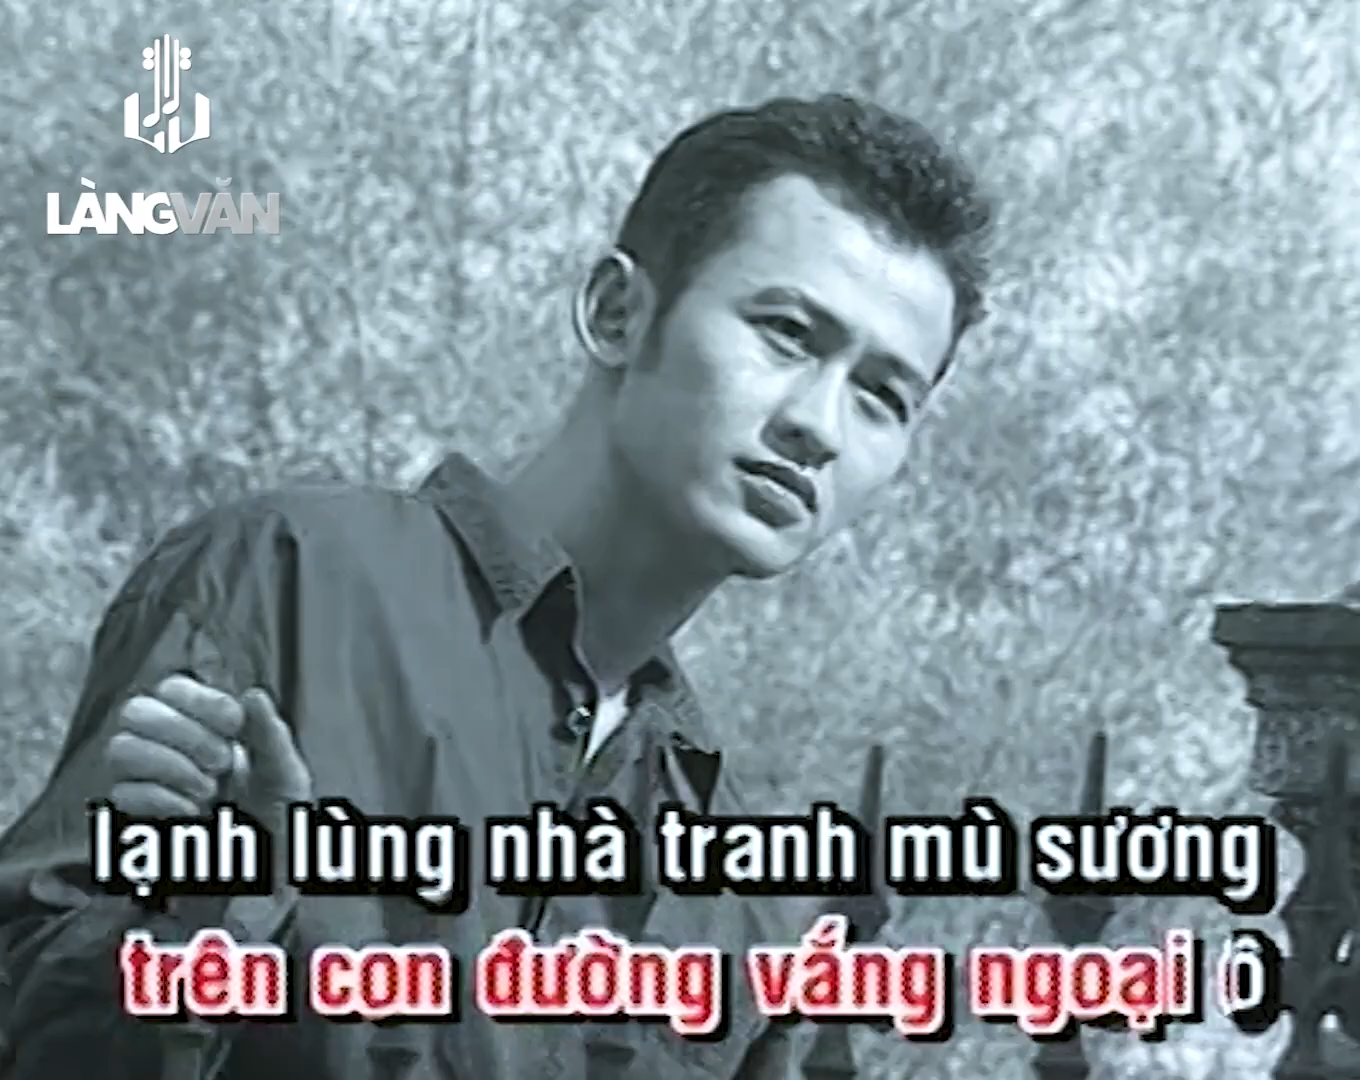 LÀNGVĂN
lạnh lùng nhà tranh mù sương
trên con đường vắng ngoại ô